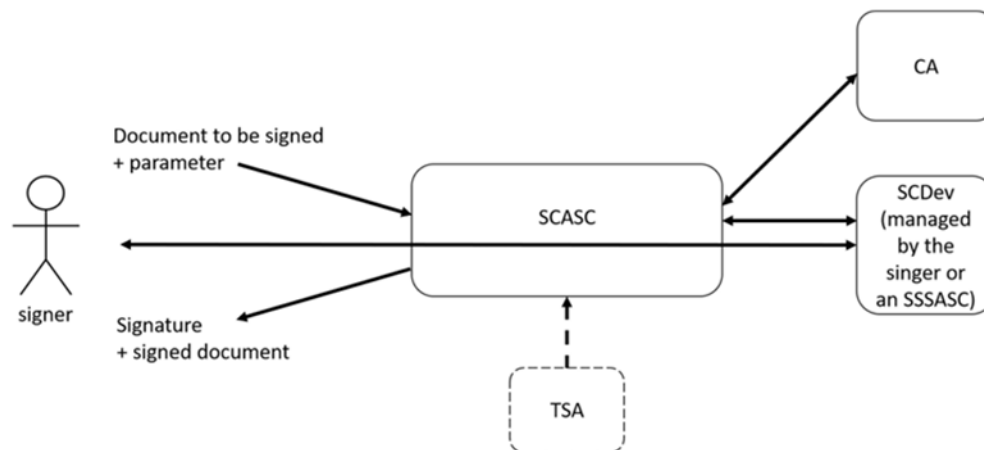 CA
Document to be signed
+ parameter
SCASC
SCDev
(managed
by the
singer or
an SSSASC)
signer
Signature
+ signed document
TSA